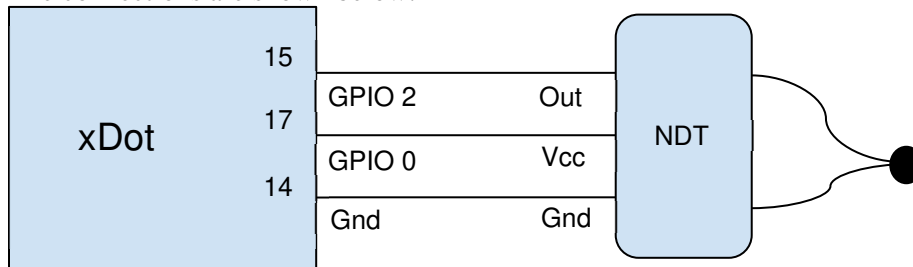 15
GPIO 2 Out
17
xDot NDT
GPIO 0 Vcc
14
Gnd Gnd